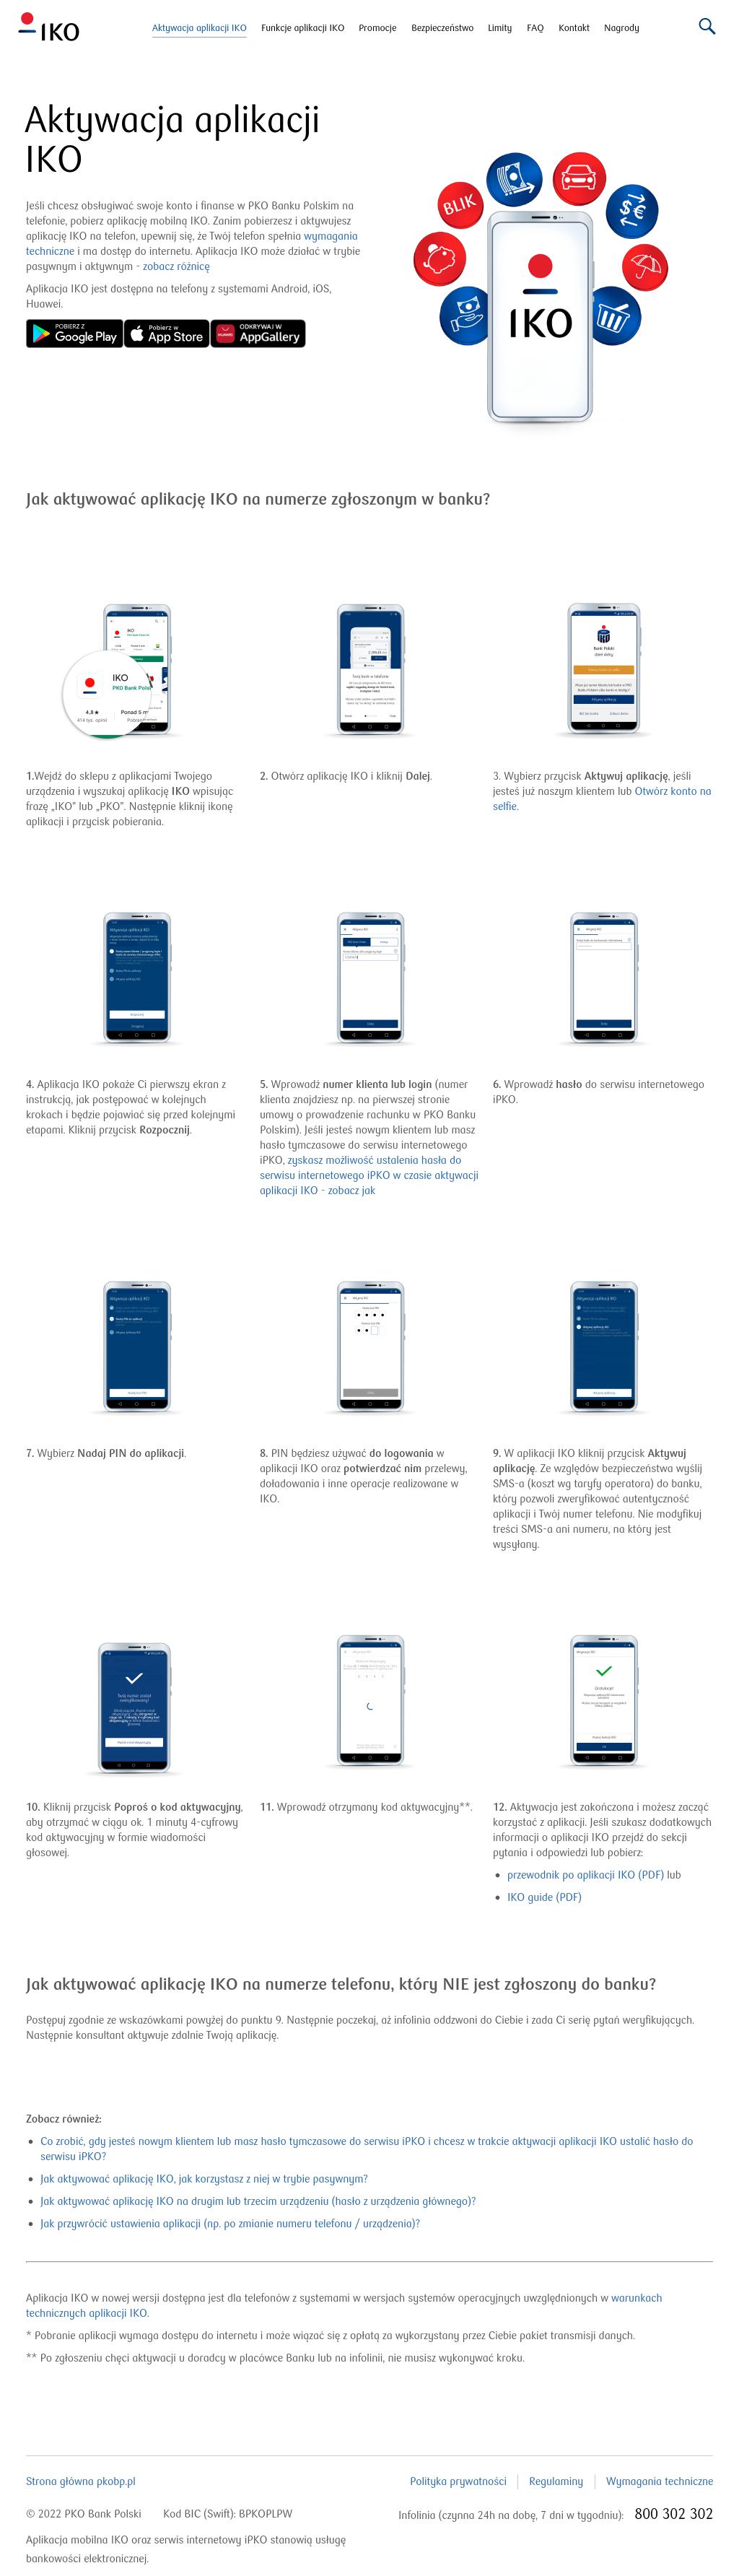 IKO
Aktywacja aplikacji IKO Funkcje aplikacji IKO Promocje Bezpieczeństwo Limity FAQ Kontakt Nagrody
Aktywacja aplikacji
IKO
Jeśli chcesz obsługiwać swoje konto i finanse w PKO Banku Polskim na
telefonie, pobierz aplikację mobilną IKO. Zanim pobierzesz i aktywujesz
aplikację IKO na telefon, upewnij się, że Twój telefon spełnia wymagania
techniczne i ma dostęp do internetu. Aplikacja IKO może działać w trybie
pasywnym i aktywnym - zobacz różnicę
Aplikacja IKO jest dostępna na telefony z systemami Android, iOS,
Huawei.
POBIERZ Z
Google Play
Pobierz w
App Store
ODKRYWAJ W
AppGallery
BLIK
IKO
Jak aktywować aplikację IKO na numerze zgłoszonym w banku?
IKO
PKO Bank Polsk
4,8★
Ponad 5 m
1.Wejdź do sklepu z aplikacjami Twojego
urządzenia i wyszukaj aplikację IKO wpisując
frazę „IKO" lub „PKO". Następnie kliknij ikonę
aplikacji i przycisk pobierania.
2. Otwórz aplikację IKO i kliknij Dalej.
Bank Polski
3. Wybierz przycisk Aktywuj aplikację, jeśli
jesteś już naszym klientem lub Otwórz konto na
selfie.
4. Aplikacja IKO pokaże Ci pierwszy ekran z
instrukcją, jak postępować w kolejnych
krokach i będzie pojawiać się przed kolejnymi
etapami. Kliknij przycisk Rozpocznij.
5. Wprowadź numer klienta lub login (numer
klienta znajdziesz np. na pierwszej stronie
umowy o prowadzenie rachunku w PKO Banku
Polskim). Jeśli jesteś nowym klientem lub masz
hasło tymczasowe do serwisu internetowego
iPKO, zyskasz możliwość ustalenia hasła do
serwisu internetowego iPKO w czasie aktywacji
aplikacji IKO - zobacz jak
6. Wprowadź hasło do serwisu internetowego
iPKO.
7. Wybierz Nadaj PIN do aplikacji.
8. PIN będziesz używać do logowania w
aplikacji IKO oraz potwierdzać nim przelewy,
doładowania i inne operacje realizowane w
IKO.
9. W aplikacji IKO kliknij przycisk Aktywuj
aplikację. Ze względów bezpieczeństwa wyślij
SMS-a (koszt wg taryfy operatora) do banku,
który pozwoli zweryfikować autentyczność
aplikacji i Twój numer telefonu. Nie modyfikuj
treści SMS-a ani numeru, na który jest
wysyłany.
10. Kliknij przycisk Poproś o kod aktywacyjny,
aby otrzymać w ciągu ok. 1 minuty 4-cyfrowy
kod aktywacyjny w formie wiadomości
głosowej.
11. Wprowadź otrzymany kod aktywacyjny**.
12. Aktywacja jest zakończona i możesz zacząć
korzystać z aplikacji. Jeśli szukasz dodatkowych
informacji o aplikacji IKO przejdź do sekcji
pytania i odpowiedzi lub pobierz:
• przewodnik po aplikacji IKO (PDF) lub
• IKO guide (PDF)
Jak aktywować aplikację IKO na numerze telefonu, który NIE jest zgłoszony do banku?
Postępuj zgodnie ze wskazówkami powyżej do punktu 9. Następnie poczekaj, aż infolinia oddzwoni do Ciebie i zada Ci serię pytań weryfikujących.
Następnie konsultant aktywuje zdalnie Twoją aplikację.
Zobacz również:
• Co zrobić, gdy jesteś nowym klientem lub masz hasło tymczasowe do serwisu iPKO i chcesz w trakcie aktywacji aplikacji IKO ustalić hasło do
serwisu iPKO?
• Jak aktywować aplikację IKO, jak korzystasz z niej w trybie pasywnym?
• Jak aktywować aplikację IKO na drugim lub trzecim urządzeniu (hasło z urządzenia głównego)?
• Jak przywrócić ustawienia aplikacji (np. po zmianie numeru telefonu / urządzenia)?
Aplikacja IKO w nowej wersji dostępna jest dla telefonów z systemami w wersjach systemów operacyjnych uwzględnionych w warunkach
technicznych aplikacji IKO.
* Pobranie aplikacji wymaga dostępu do internetu i może wiązać się z opłatą za wykorzystany przez Ciebie pakiet transmisji danych.
** Po zgłoszeniu chęci aktywacji u doradcy w placówce Banku lub na infolinii, nie musisz wykonywać kroku.
Strona główna pkobp.pl
Polityka prywatności Regulaminy Wymagania techniczne
© 2022 PKO Bank Polski Kod BIC (Swift): BPKOPLPW
Infolinia (czynna 24h na dobę, 7 dni w tygodniu): 800 302 302
Aplikacja mobilna IKO oraz serwis internetowy iPKO stanowią usługę
bankowości elektronicznej.